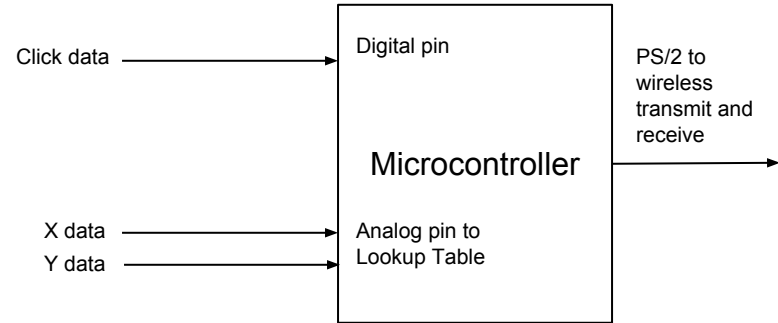 Click data
Digital pin
PS/2 to
wireless
transmit and
receive
Microcontroller
X data
Y data
Analog pin to
Lookup Table